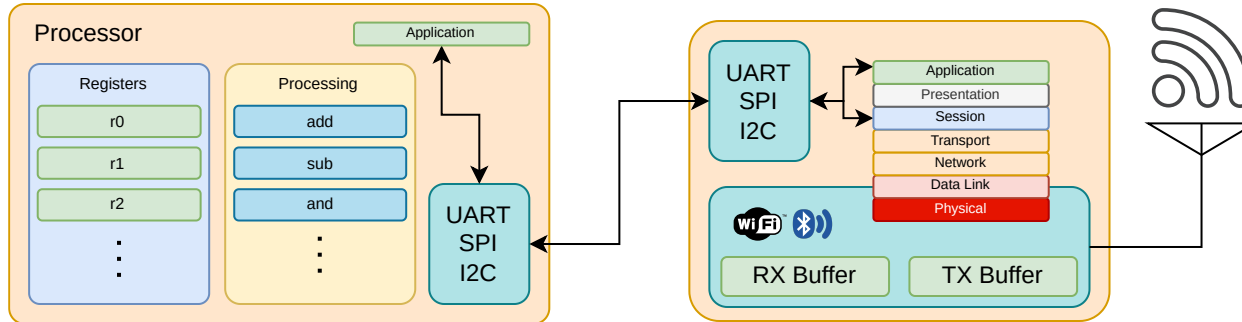 Processor
Application
Registers
r0
r1
r2
Processing
add
sub
and
UART
SPI
I2C
UART
SPI
I2C
Application
Presentation
Session
Transport
Network
Data Link
Physical
Wi Fi ™
RX Buffer
TX Buffer